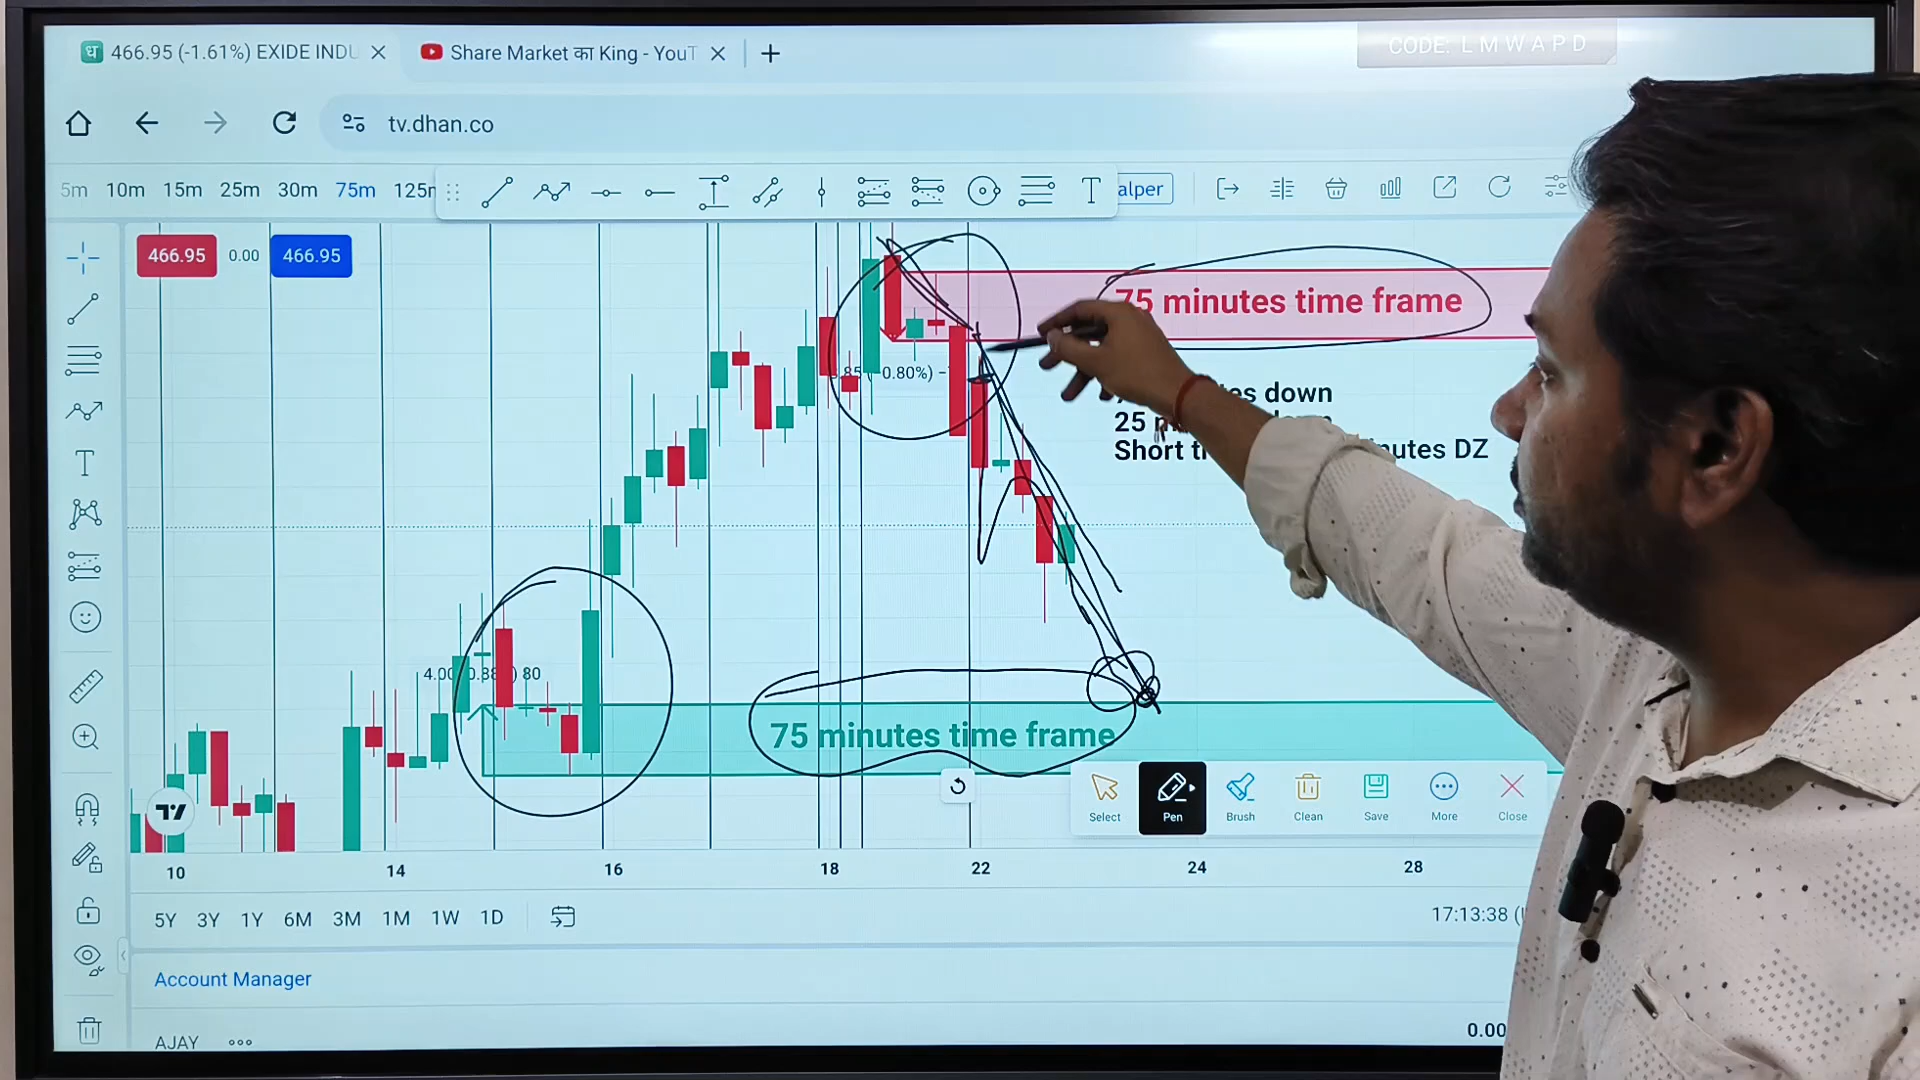 466.95 (-1.61%) EXIDE INDU
Share Market का King - YouT
CODE: L M W A P D
tv.dhan.co
5m 10m 15m 25m 30m 75m 125m
alper
466.95 0.00 466.95
75 minutes time frame
0.80%)
down
25
Short
minutes DZ
4.00
80
75 minutes time frame
Select Pen Brush Clean Save More Close
10 14 16 18 22 24 28
5Y 3Y 1Y 6M 3M 1M 1W 1D
17:13:38
Account Manager
0.00
AJAY